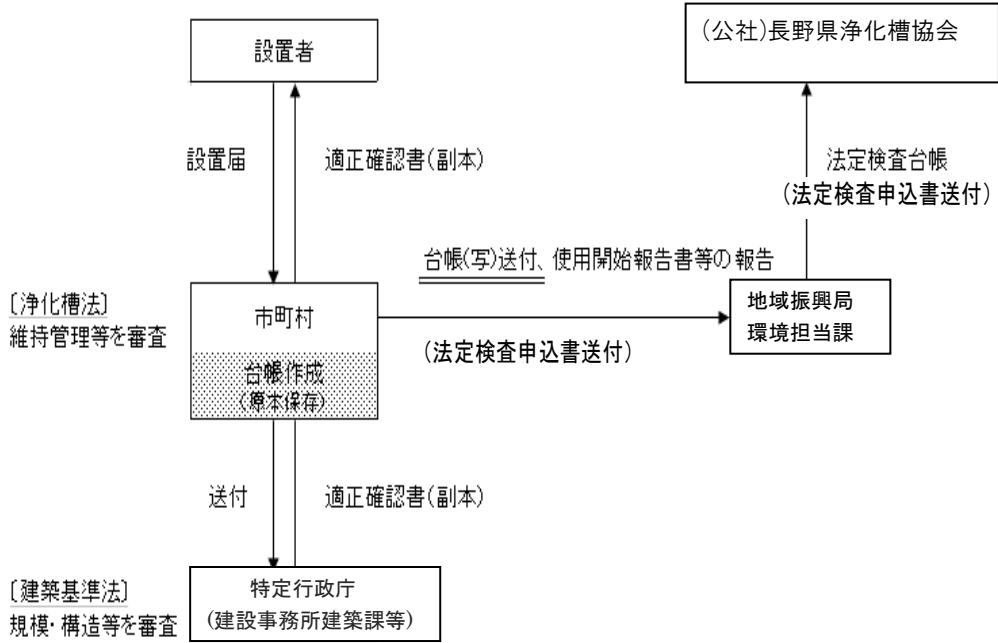 設置者
(公社)長野県浄化槽協会
設置届
適正確認書(副本)
法定検査台帳
(法定検査申込書送付)
台帳(写)送付、使用開始報告書等の報告
〔浄化槽法〕
維持管理等を審査
市町村
地域振興局
環境担当課
(法定検査申込書送付)
台帳作成
(原本保存)
送付
適正確認書(副本)
〔建築基準法〕
規模・構造等を審査
特定行政庁
(建設事務所建築課等)